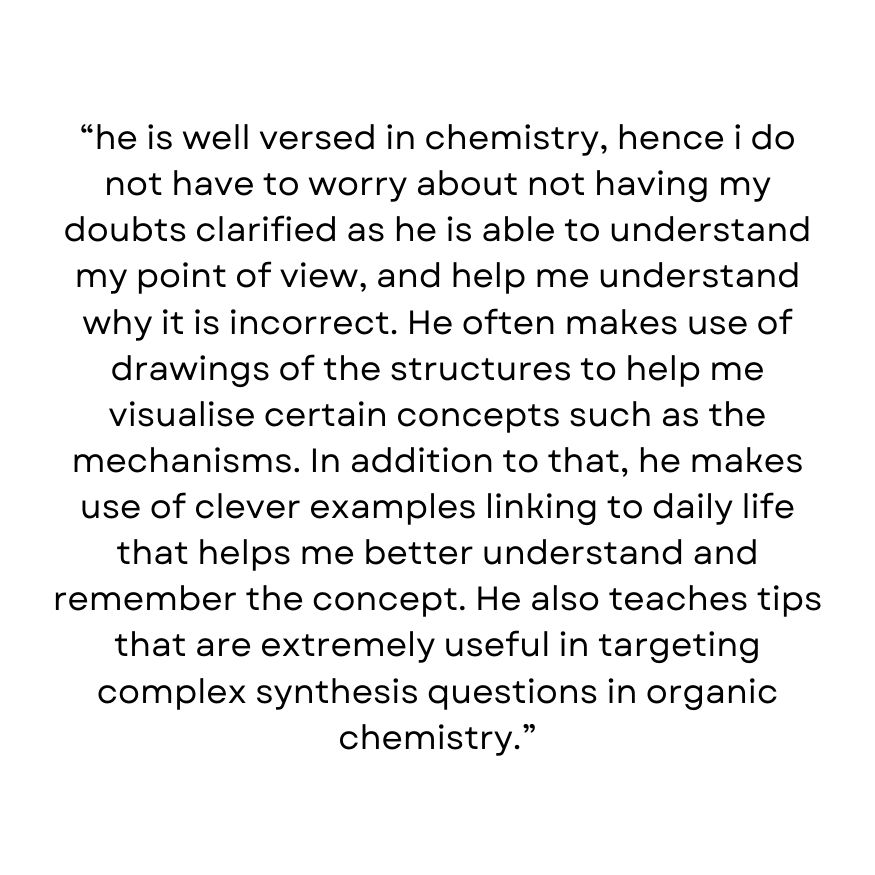 “he is well versed in chemistry, hence i do
not have to worry about not having my
doubts clarified as he is able to understand
my point of view, and help me understand
why it is incorrect. He often makes use of
drawings of the structures to help me
visualise certain concepts such as the
mechanisms. In addition to that, he makes
use of clever examples linking to daily life
that helps me better understand and
remember the concept. He also teaches tips
that are extremely useful in targeting
complex synthesis questions in organic
chemistry.”